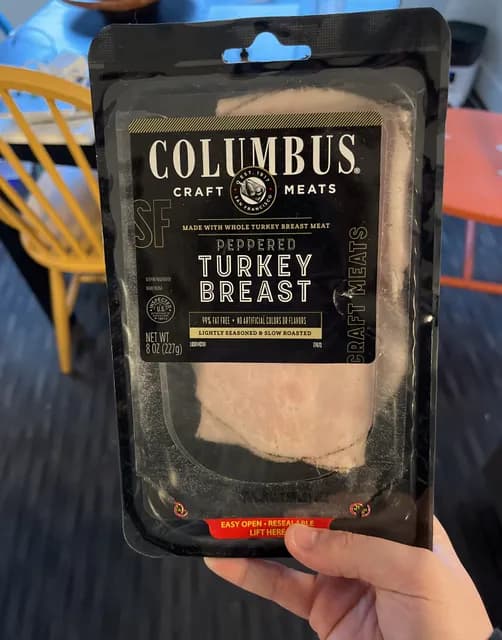 COLUMBUS®
CRAFT MEATS
EST. 1917
SAN FRANCISCO
SF
MADE WITH WHOLE TURKEY BREAST MEAT
PEPPERED
TURKEY
BREAST
CRAFT MEATS
99% FAT FREE • NO ARTIFICIAL COLORS OR FLAVORS
LIGHTLY SEASONED & SLOW ROASTED
NET WT
8 OZ (227g)
EASY OPEN • RESEALABLE
LIFT HERE